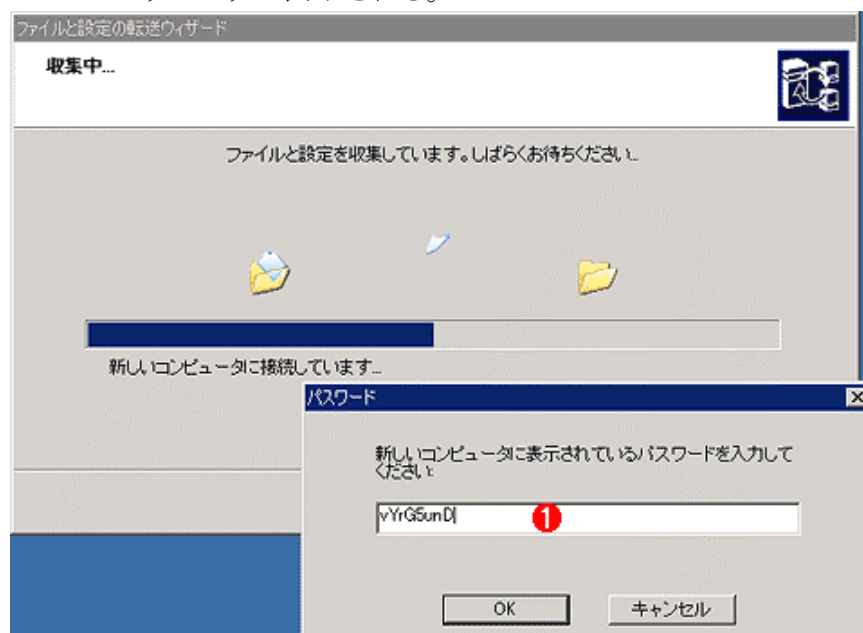 ファイルと設定の転送ウィザード
収集中...
ファイルと設定を収集しています。しばらくお待ちください...
新しいコンピュータに接続しています...
パスワード
新しいコンピュータに表示されているパスワードを入力して
ください:
vYrG5unD
1
OK
キャンセル